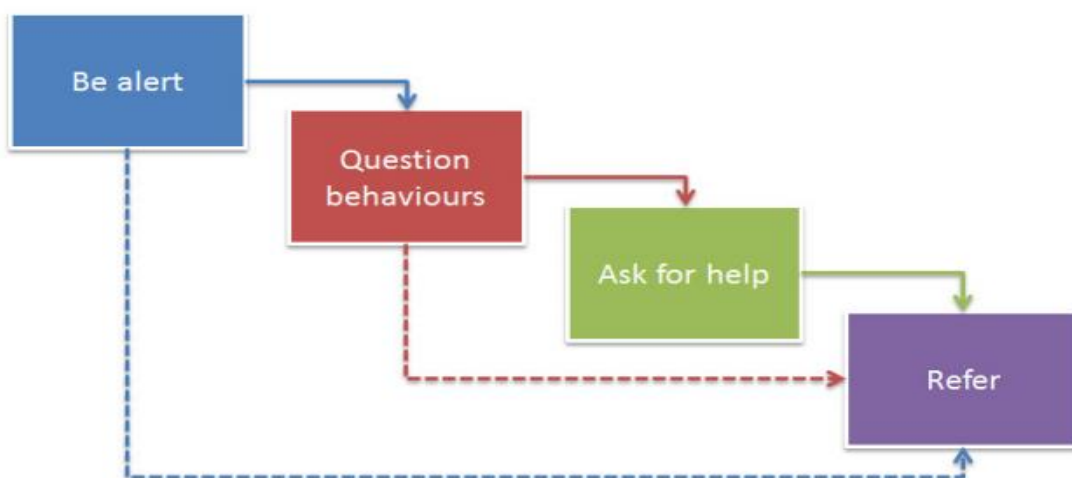 Be alert
Question
behaviours
Ask for help
Refer